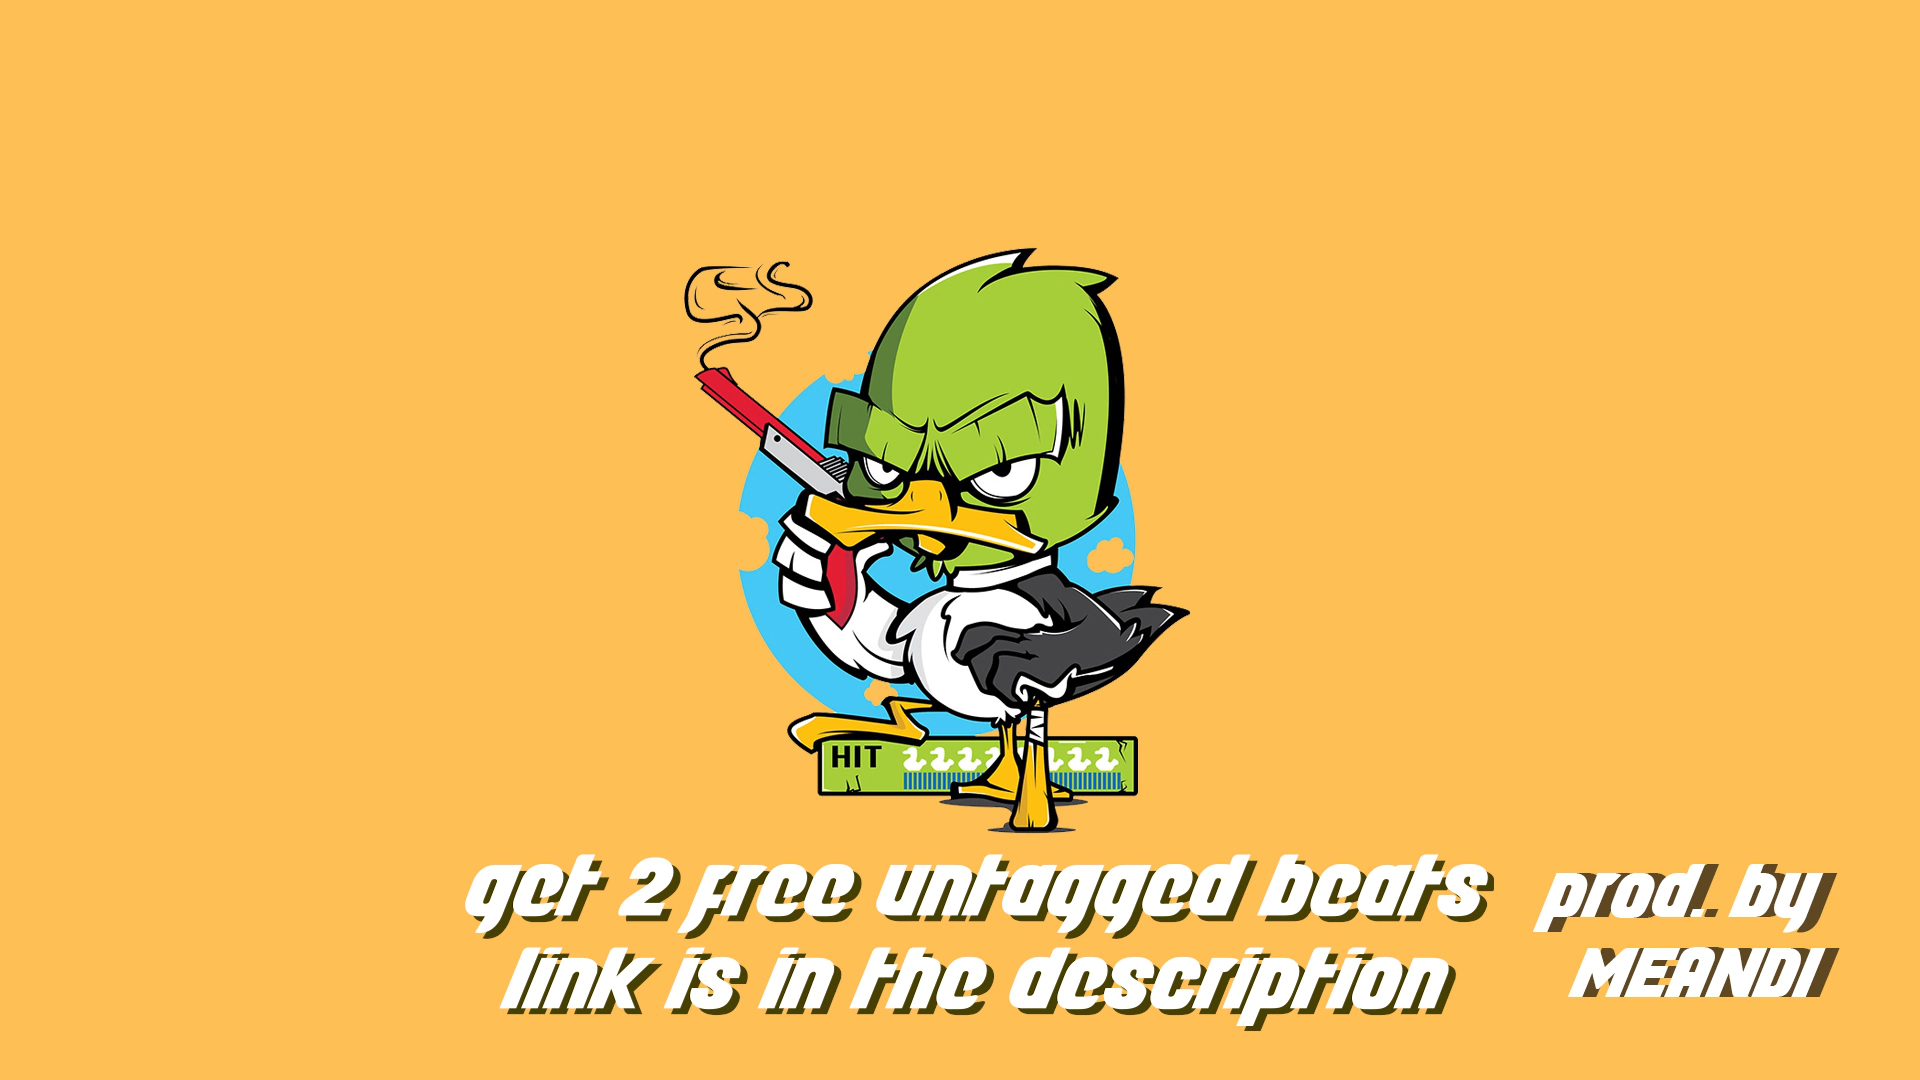 HIT
get 2 free untagged beats
link is in the description
prod. by
MEANDI